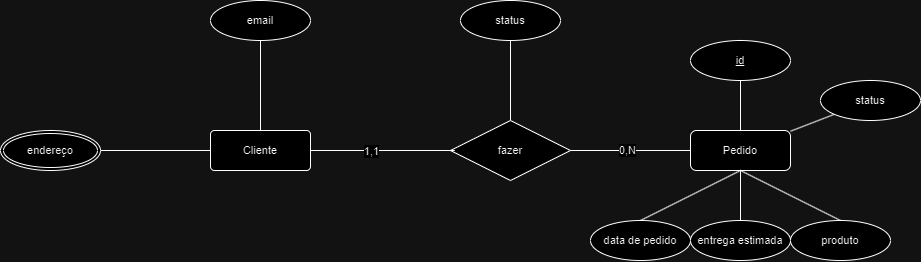 email
status
id
status
endereço
Cliente
1,1
fazer
0,N
Pedido
data de pedido
entrega estimada
produto